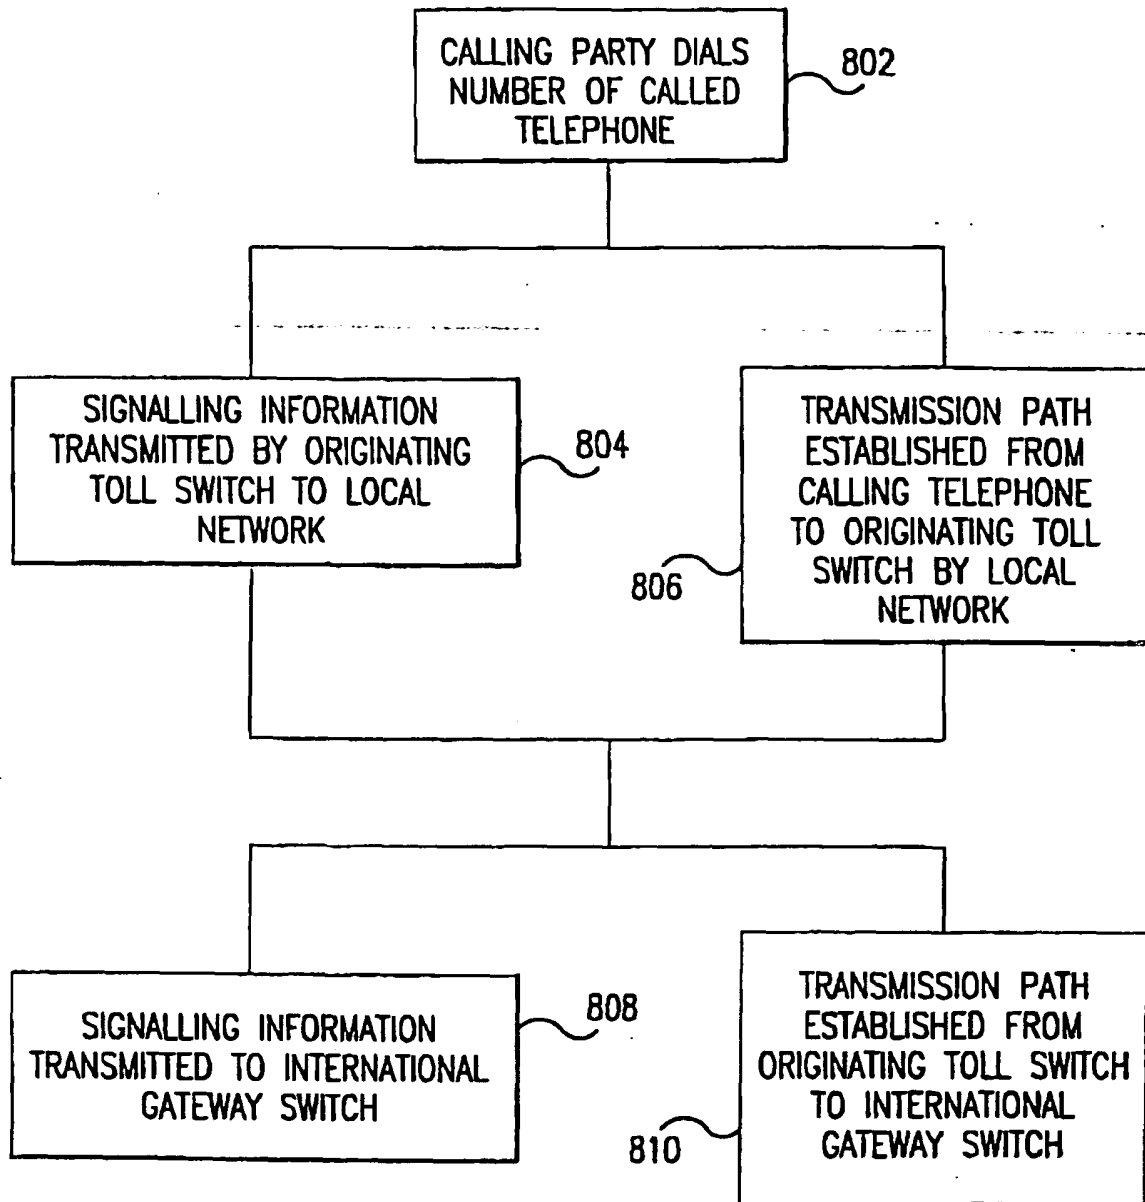 CALLING PARTY DIALS
NUMBER OF CALLED
TELEPHONE
802
SIGNALLING INFORMATION
TRANSMITTED BY ORIGINATING
TOLL SWITCH TO LOCAL
NETWORK
804
TRANSMISSION PATH
ESTABLISHED FROM
CALLING TELEPHONE
TO ORIGINATING TOLL
SWITCH BY LOCAL
NETWORK
806
SIGNALLING INFORMATION
TRANSMITTED TO INTERNATIONAL
GATEWAY SWITCH
808
TRANSMISSION PATH
ESTABLISHED FROM
ORIGINATING TOLL SWITCH
TO INTERNATIONAL
GATEWAY SWITCH
810